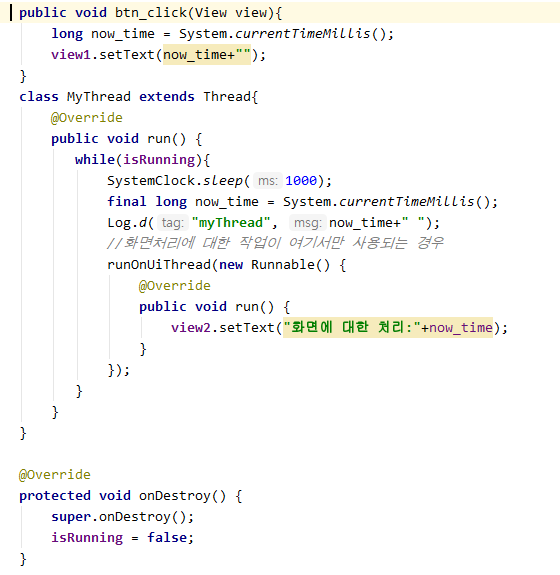 public void btn_click(View view){
    long now_time = System.currentTimeMillis();
    view1.setText(now_time+"");
}
class MyThread extends Thread{
    @Override
    public void run() {
       while(isRunning){
           SystemClock.sleep( ms: 1000);
           final long now_time = System.currentTimeMillis();
           Log.d( tag: "myThread", msg: now_time+" ");
           //화면처리에 대한 작업이 여기서만 사용되는 경우
           runOnUiThread(new Runnable() {
               @Override
               public void run() {
                   view2.setText("화면에 대한 처리:"+now_time);
               }
           });
       }
    }
}
@Override
protected void onDestroy() {
    super.onDestroy();
    isRunning = false;
}